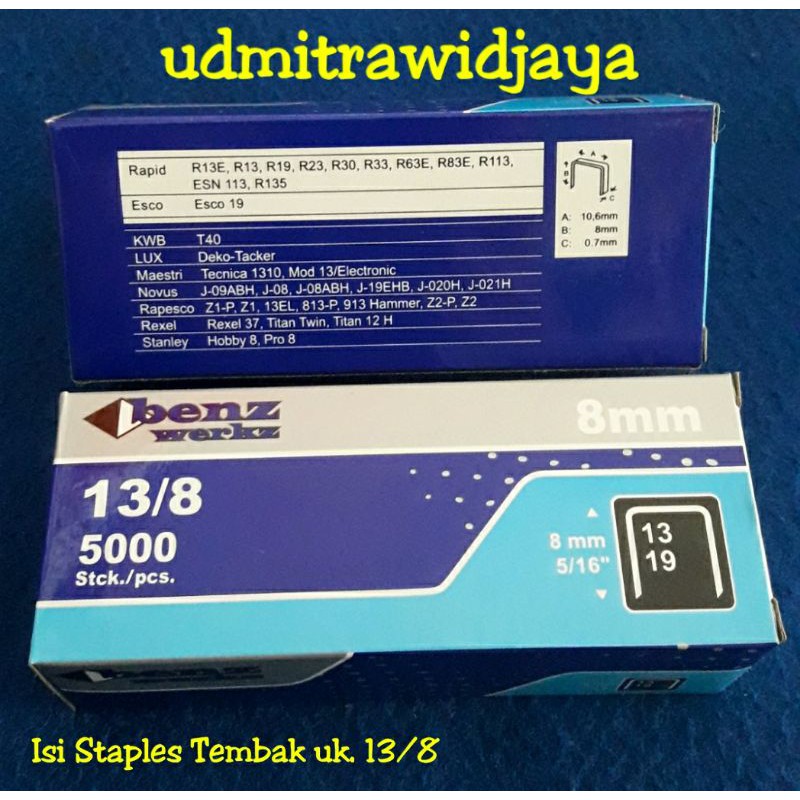 udmitrawidjaya
Rapid R13E, R13, R19, R23, R30, R33, R63E, R83E, R113,
ESN 113, R135
Esco Esco 19
KWB T40
LUX Deko-Tacker
Maestri Tecnica 1310, Mod 13/Electronic
Novus J-09ABH, J-08, J-08ABH, J-19EHB, J-020H, J-021H
Rapesco Z1-P, Z1, 13EL, 813-P, 913 Hammer, Z2-P, Z2
Rexel Rexel 37, Titan Twin, Titan 12 H
Stanley Hobby 8, Pro 8
A
B
C
A: 10,6mm
B: 8mm
C: 0.7mm
benz
werkz
8mm
13/8
5000
Stck./pcs.
8 mm
5/16"
13
19
benz
Isi Staples Tembak uk. 13/8